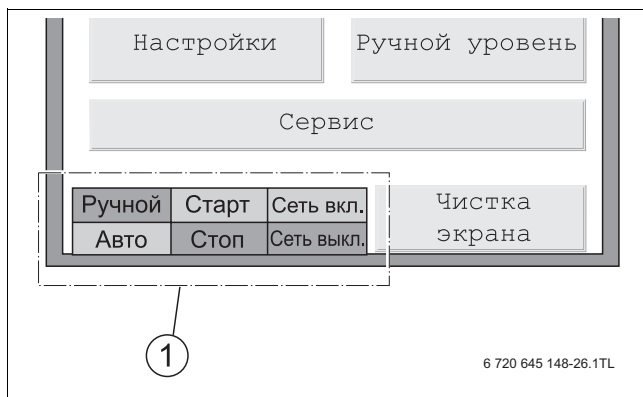 Настройки Ручной уровень
Сервис
Ручной Старт Сеть вкл.
Авто Стоп Сеть выкл.
Чистка
экрана
1
6 720 645 148-26.1TL